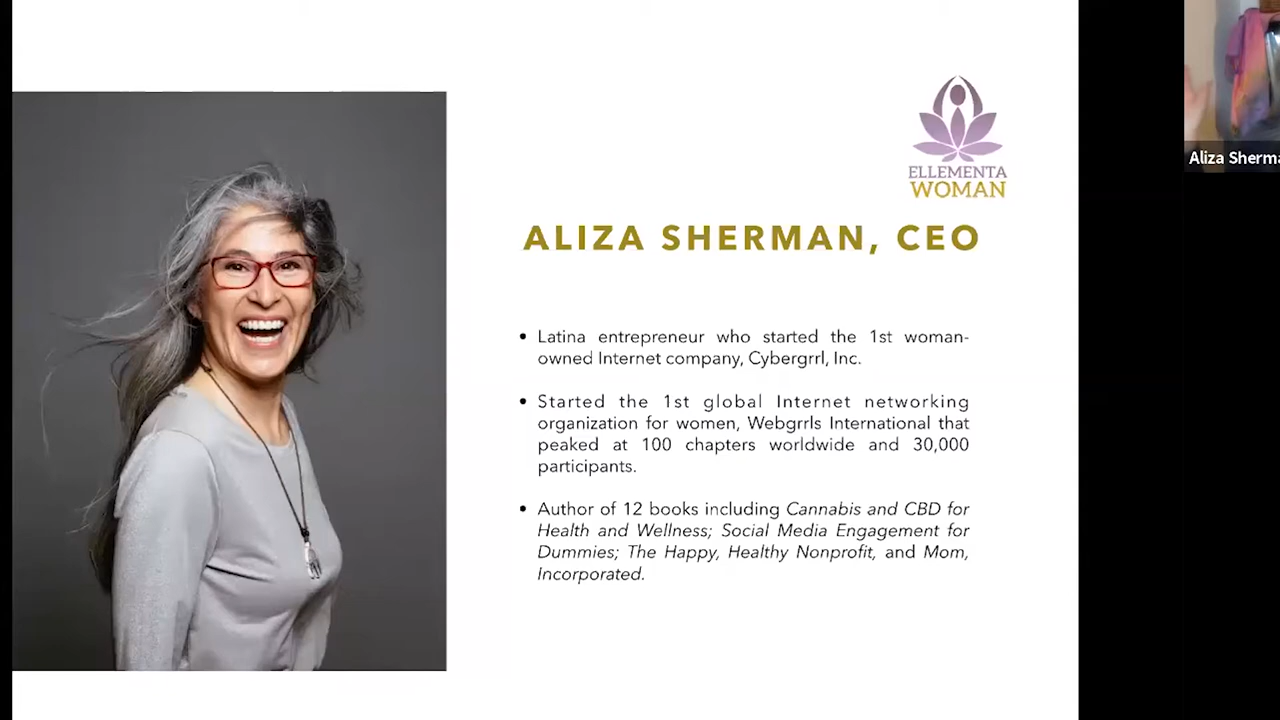 ELLEMENTA
WOMAN
ALIZA SHERMAN, CEO
• Latina entrepreneur who started the 1st woman-
owned Internet company, Cybergrrl, Inc.
• Started the 1st global Internet networking
organization for women, Webgrrls International that
peaked at 100 chapters worldwide and 30,000
participants.
• Author of 12 books including Cannabis and CBD for
Health and Wellness; Social Media Engagement for
Dummies; The Happy, Healthy Nonprofit, and Mom,
Incorporated.
Aliza Sherma